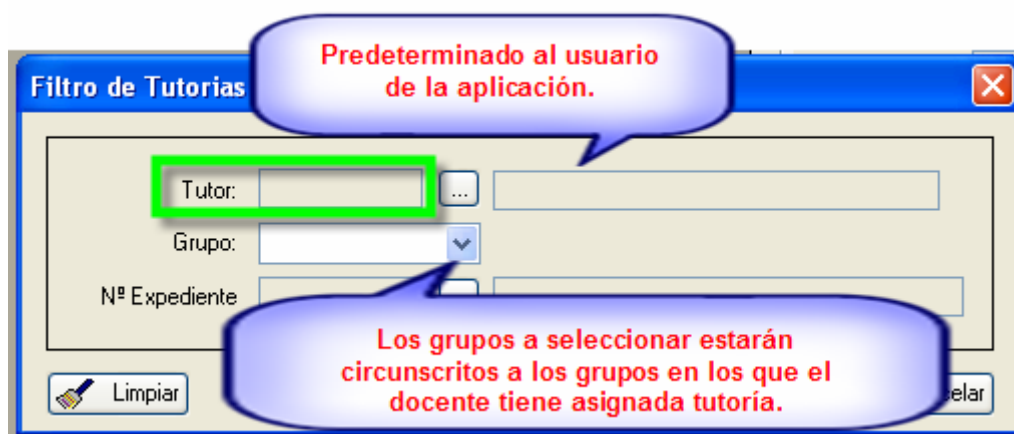 Predeterminado al usuario
de la aplicación.
Filtro de Tutorias
Tutor:
...
Grupo:
Nº Expediente
Los grupos a seleccionar estarán
circunscritos a los grupos en los que el
docente tiene asignada tutoría.
Limpiar